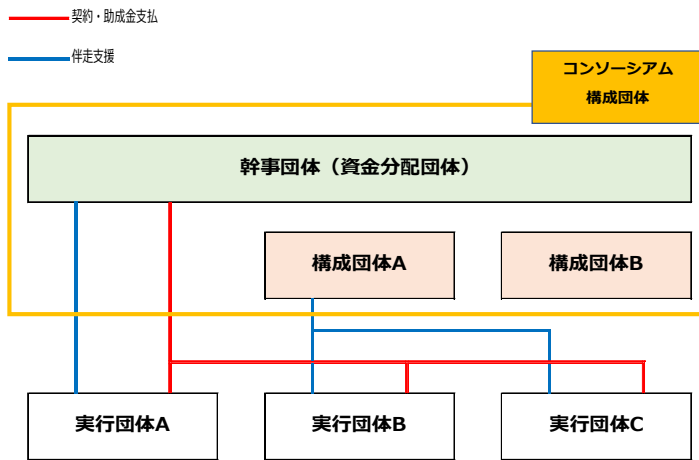 契約・助成金支払
伴走支援
コンソーシアム
構成団体
幹事団体（資金分配団体）
構成団体A
構成団体B
実行団体A
実行団体B
実行団体C